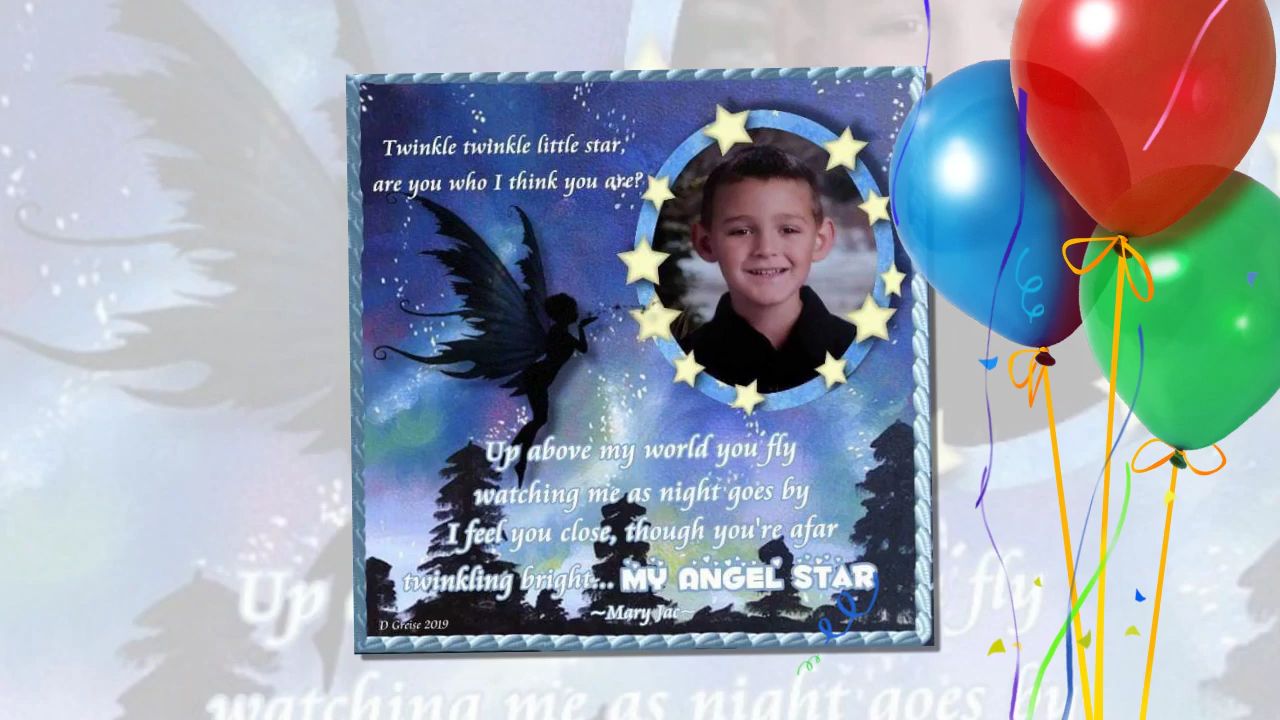 Twinkle twinkle little star,
are you who I think you are?
Up above my world you fly
watching me as night goes by
I feel you close, though you're afar
twinkling bright... MY ANGEL STAR
~Mary Jac~
D Greise 2019
Up fly
watching me as night goes by